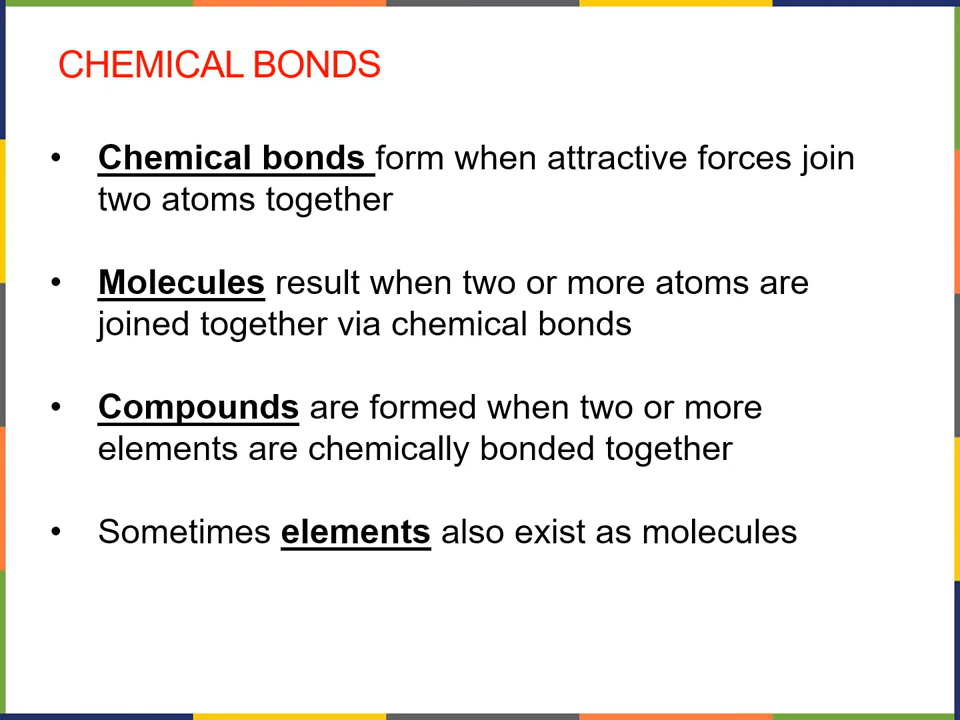 CHEMICAL BONDS
• Chemical bonds form when attractive forces join
two atoms together
• Molecules result when two or more atoms are
joined together via chemical bonds
• Compounds are formed when two or more
elements are chemically bonded together
• Sometimes elements also exist as molecules